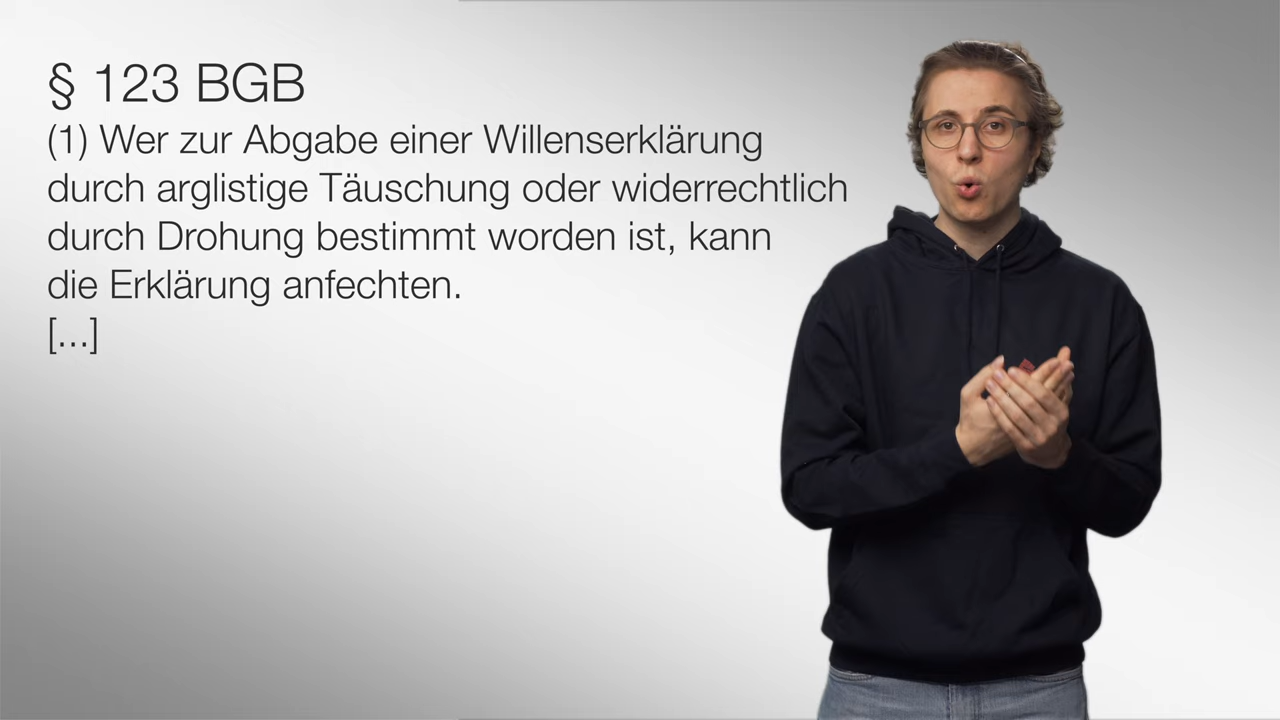 § 123 BGB
(1) Wer zur Abgabe einer Willenserklärung
durch arglistige Täuschung oder widerrechtlich
durch Drohung bestimmt worden ist, kann
die Erklärung anfechten.
[...]